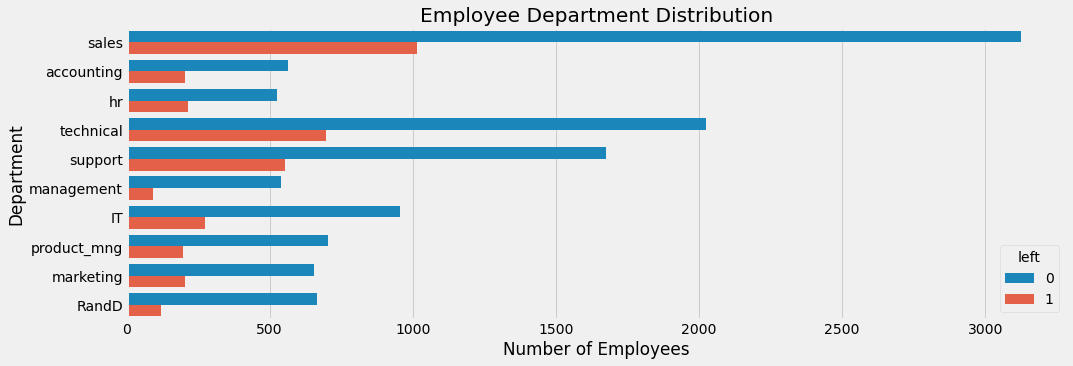 Employee Department Distribution
Department
sales
accounting
hr
technical
support
management
IT
product_mng
marketing
RandD
left
0
1
0 500 1000 1500 2000 2500 3000
Number of Employees